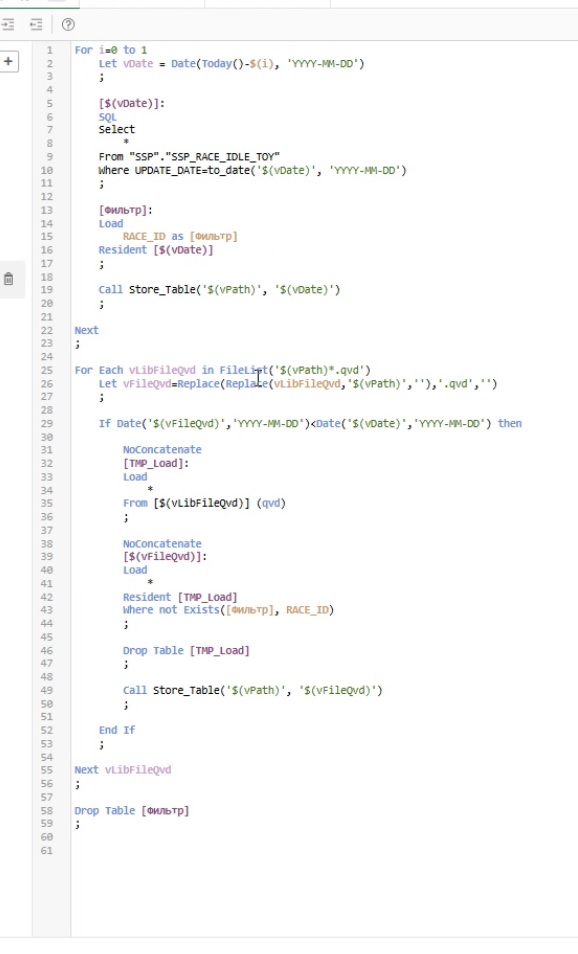 1 For i=0 to 1
2 Let vDate = Date(Today()-$(i), 'YYYY-MM-DD')
3 ;
4
5 [$(vDate)]:
6 SQL
7 Select
8 *
9 From "SSP"."SSP_RACE_IDLE_TOY"
10 Where UPDATE_DATE=to_date('$(vDate)', 'YYYY-MM-DD')
11 ;
12
13 [Фильтр]:
14 Load
15 RACE_ID as [Фильтр]
16 Resident [$(vDate)]
17 ;
18
19 Call Store_Table('$(vPath)', '$(vDate)')
20 ;
21
22 Next
23 ;
24
25 For Each vLibFileQvd in FileList('$(vPath)*.qvd')
26 Let vFileQvd=Replace(Replace(vLibFileQvd,'$(vPath)',''),'.qvd','')
27 ;
28
29 If Date('$(vFileQvd)','YYYY-MM-DD')<Date('$(vDate)','YYYY-MM-DD') then
30
31 NoConcatenate
32 [TMP_Load]:
33 Load
34 *
35 From [$(vLibFileQvd)] (qvd)
36 ;
37
38 NoConcatenate
39 [$(vFileQvd)]:
40 Load
41 *
42 Resident [TMP_Load]
43 Where not Exists([Фильтр], RACE_ID)
44 ;
45
46 Drop Table [TMP_Load]
47 ;
48
49 Call Store_Table('$(vPath)', '$(vFileQvd)')
50 ;
51
52 End If
53 ;
54
55 Next vLibFileQvd
56 ;
57
58 Drop Table [Фильтр]
59 ;
60
61